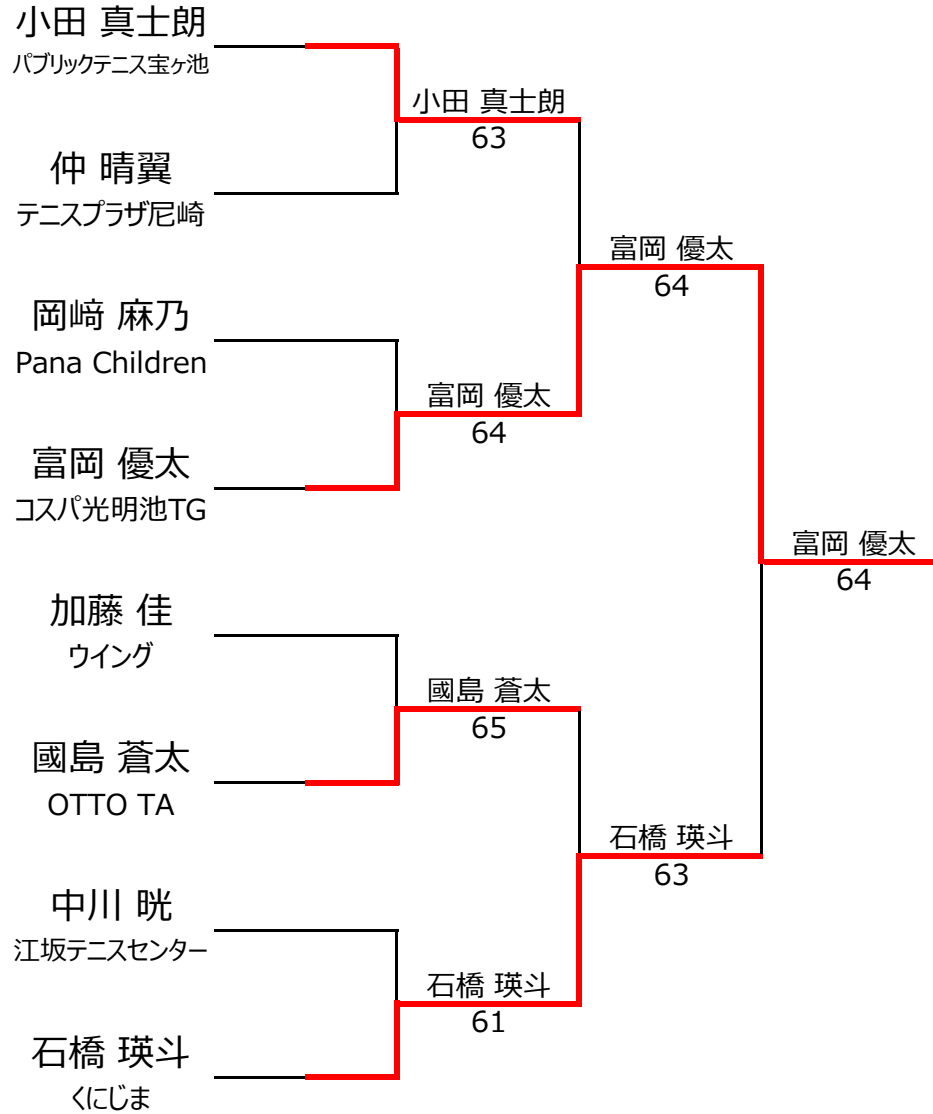 小田 真士朗
パブリックテニス宝ヶ池
仲 晴翼
テニスプラザ尼崎
岡﨑 麻乃
Pana Children
富岡 優太
コスパ光明池TG
加藤 佳
ウイング
國島 蒼太
OTTO TA
中川 晄
江坂テニスセンター
石橋 瑛斗
くにじま
小田 真士朗
63
富岡 優太
64
國島 蒼太
65
石橋 瑛斗
61
富岡 優太
64
石橋 瑛斗
63
富岡 優太
64